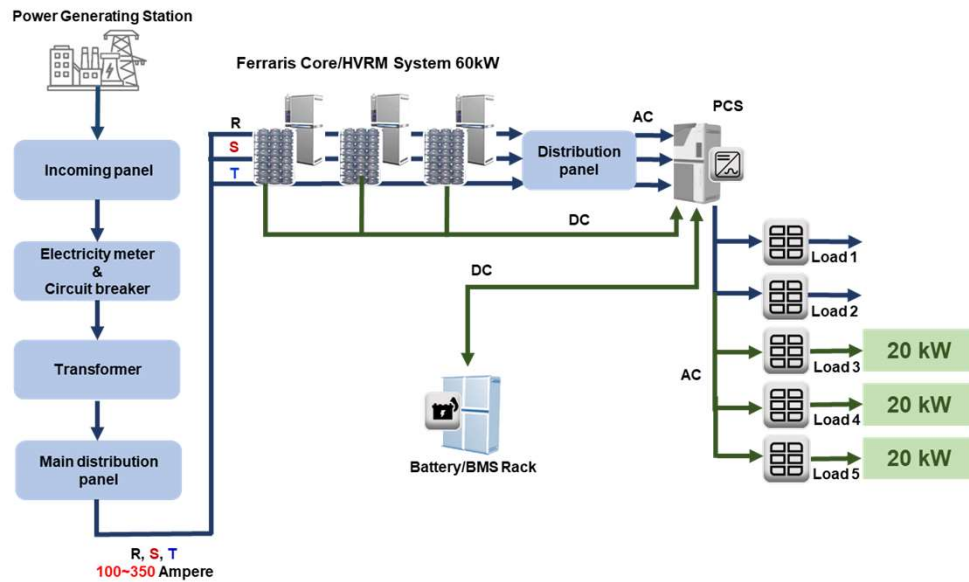 Power Generating Station
Incoming panel
Electricity meter
&
Circuit breaker
Transformer
Main distribution
panel
R, S, T
100~350 Ampere
Ferraris Core/HVRM System 60kW
R
S
T
Distribution
panel
AC
PCS
DC
DC
Battery/BMS Rack
AC
Load 1
Load 2
Load 3
20 kW
Load 4
20 kW
Load 5
20 kW